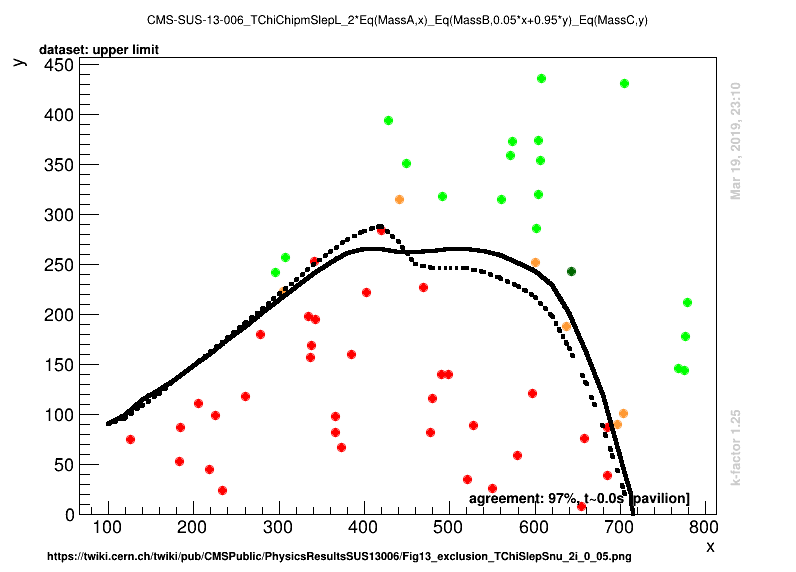 CMS-SUS-13-006_TChiChipmSlepL_2*Eq(MassA,x)_Eq(MassB,0.05*x+0.95*y)_Eq(MassC,y)
dataset: upper limit
y
450
400
350
300
250
200
150
100
50
0
100 200 300 400 500 600 700 800
x
agreement: 97%, t~0.0s [pavilion]
https://twiki.cern.ch/twiki/pub/CMSPublic/PhysicsResultsSUS13006/Fig13_exclusion_TChiSlepSnu_2i_0_05.png
Mar 19, 2019, 23:10
k-factor 1.25